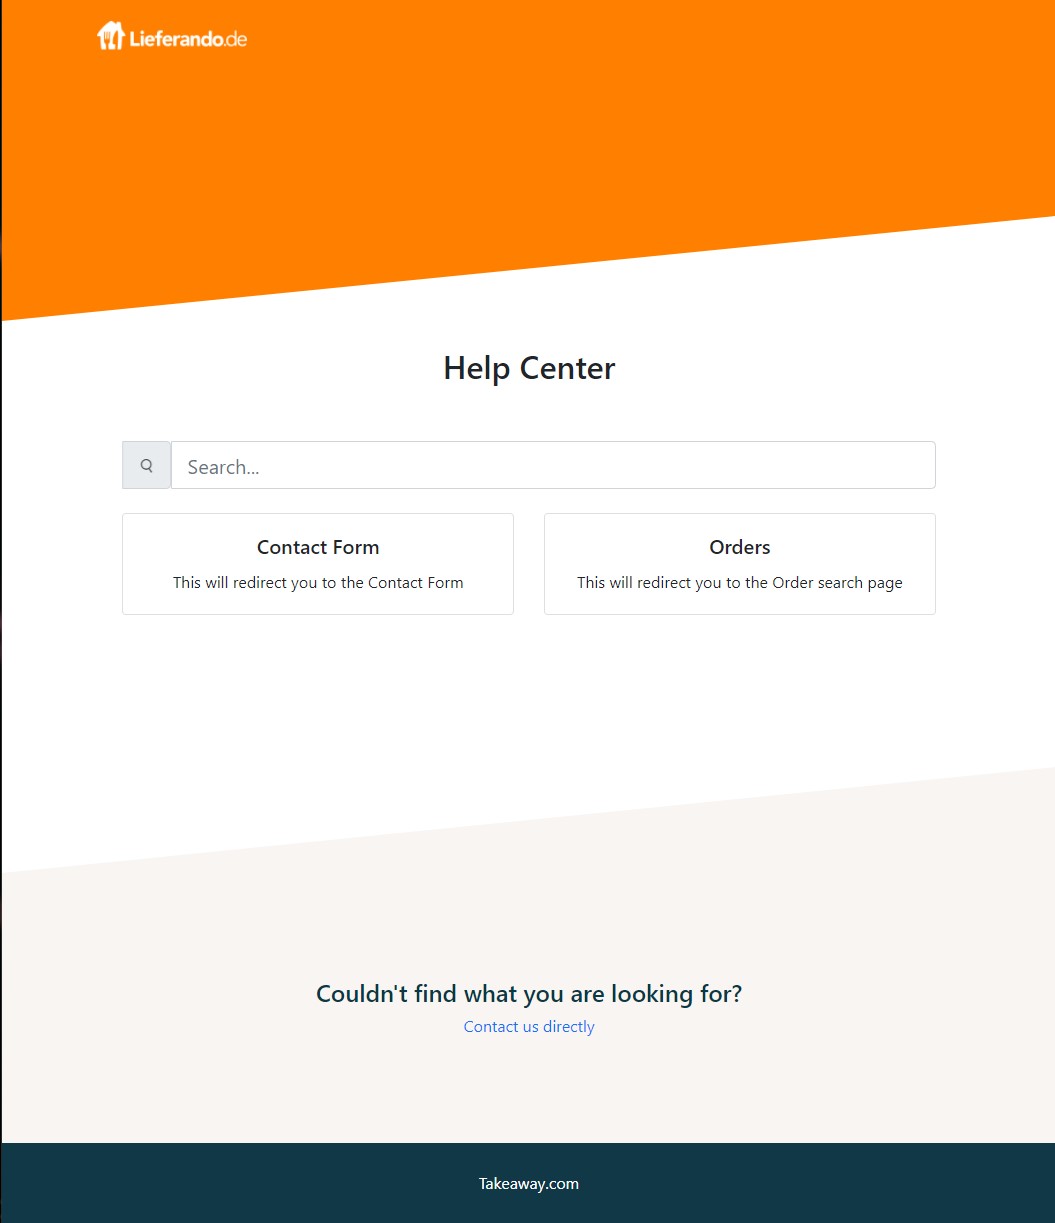 Lieferando.de
Help Center
Search...
Contact Form
This will redirect you to the Contact Form
Orders
This will redirect you to the Order search page
Couldn't find what you are looking for?
Contact us directly
Takeaway.com